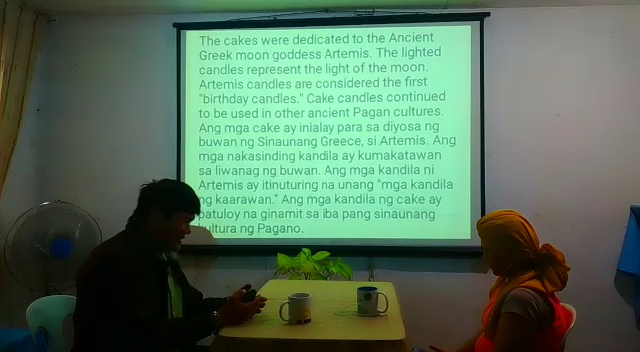 The cakes were dedicated to the Ancient
Greek moon goddess Artemis. The lighted
candles represent the light of the moon.
Artemis candles are considered the first
"birthday candles." Cake candles continued
to be used in other ancient Pagan cultures.
Ang mga cake ay inialay para sa diyosa ng
buwan ng Sinaunang Greece, si Artemis. Ang
mga nakasinding kandila ay kumakatawan
sa liwanag ng buwan. Ang mga kandila ni
Artemis ay itinuturing na unang "mga kandila
ng kaarawan." Ang mga kandila ng cake ay
patuloy na ginamit sa iba pang sinaunang
kultura ng Pagano.